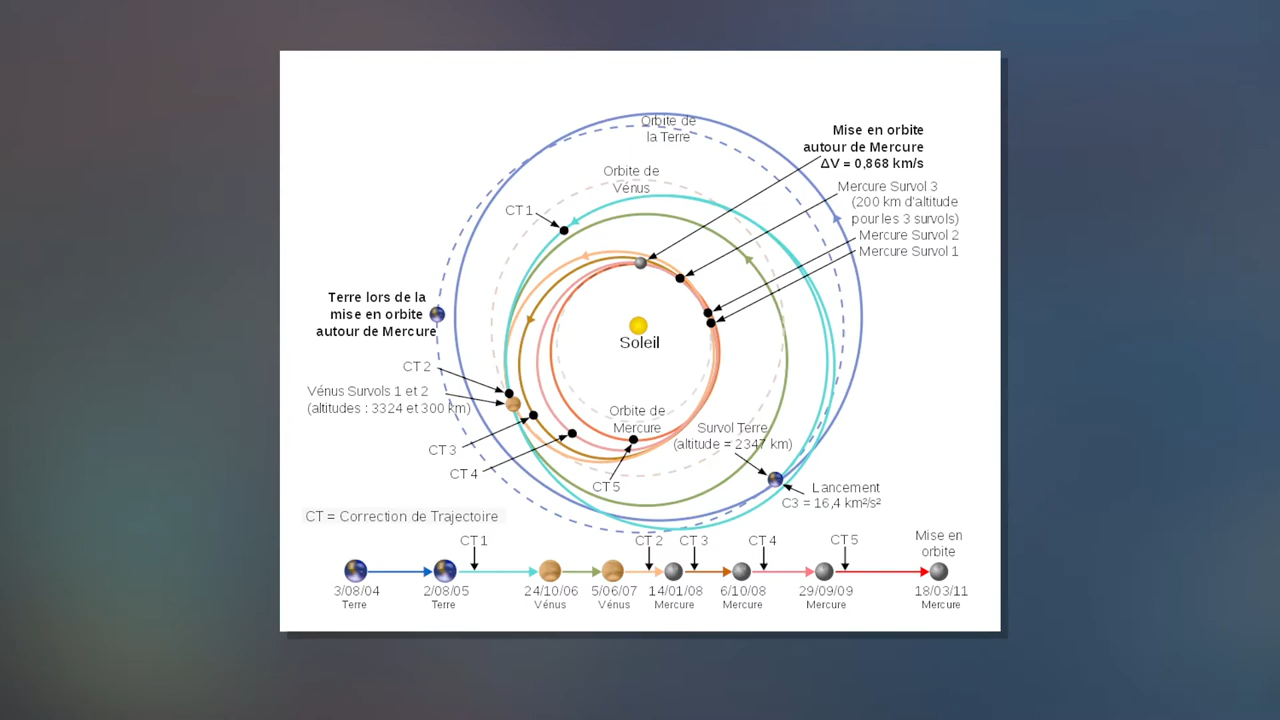 Orbite de
la Terre
Mise en orbite
autour de Mercure
ΔV = 0,868 km/s
Orbite de
Vénus
Mercure Survol 3
(200 km d'altitude
pour les 3 survols)
Mercure Survol 2
Mercure Survol 1
CT 1
Terre lors de la
mise en orbite
autour de Mercure
Soleil
CT 2
Vénus Survols 1 et 2
(altitudes : 3324 et 300 km)
Orbite de
Mercure
Survol Terre
(altitude = 2347 km)
CT 3
CT 4
CT 5
Lancement
C3 = 16,4 km²/s²
CT = Correction de Trajectoire
CT 1
CT 2
CT 3
CT 4
CT 5
Mise en
orbite
3/08/04
Terre
2/08/05
Terre
24/10/06
Vénus
5/06/07
Vénus
14/01/08
Mercure
6/10/08
Mercure
29/09/09
Mercure
18/03/11
Mercure